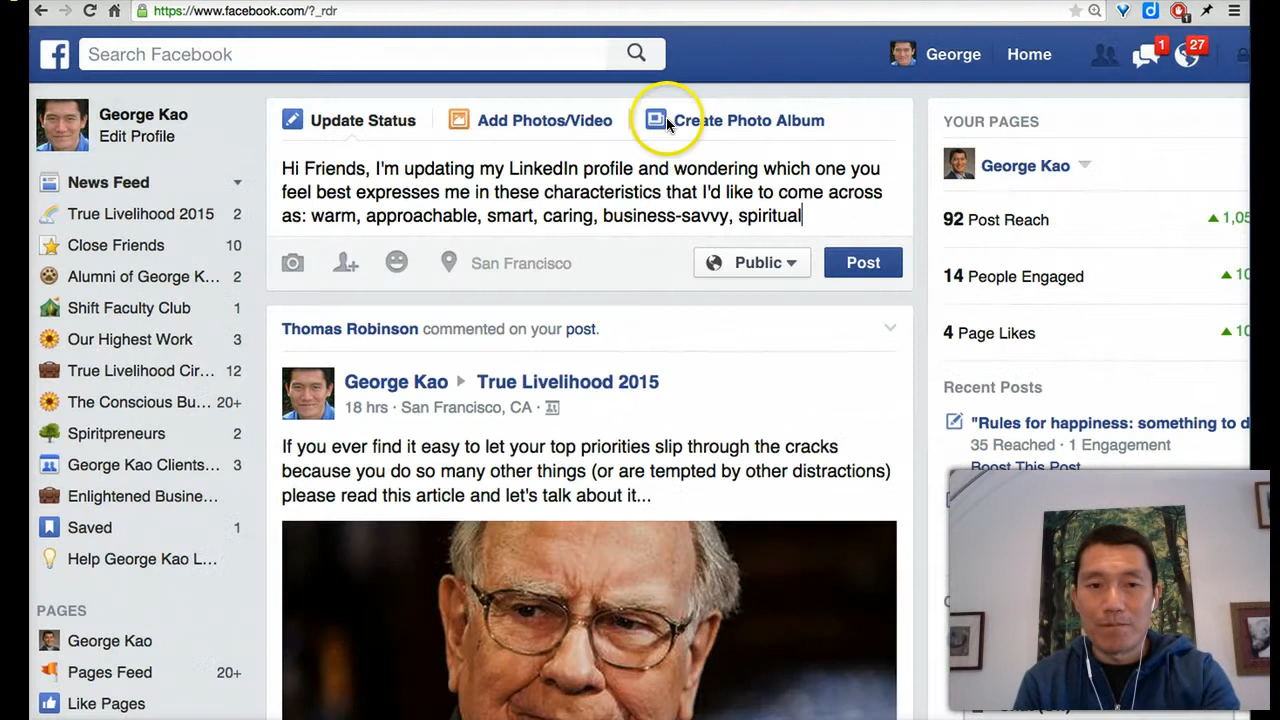 https://www.facebook.com/?_rdr
Search Facebook
George
Home
1
27
George Kao
Edit Profile
News Feed
True Livelihood 2015 2
Close Friends 10
Alumni of George K... 2
Shift Faculty Club 1
Our Highest Work 3
True Livelihood Cir... 12
The Conscious Bu... 20+
Spiritpreneurs 2
George Kao Clients... 3
Enlightened Busine...
Saved 1
Help George Kao L...
PAGES
George Kao
Pages Feed 20+
Like Pages
Update Status
Add Photos/Video
Create Photo Album
Hi Friends, I'm updating my LinkedIn profile and wondering which one you
feel best expresses me in these characteristics that I'd like to come across
as: warm, approachable, smart, caring, business-savvy, spiritual
San Francisco
Public
Post
Thomas Robinson commented on your post.
George Kao ▸ True Livelihood 2015
18 hrs · San Francisco, CA ·
If you ever find it easy to let your top priorities slip through the cracks
because you do so many other things (or are tempted by other distractions)
please read this article and let's talk about it...
YOUR PAGES
George Kao
92 Post Reach 1,05
14 People Engaged 10
4 Page Likes 10
Recent Posts
"Rules for happiness: something to d
35 Reached · 1 Engagement
Boost This Post